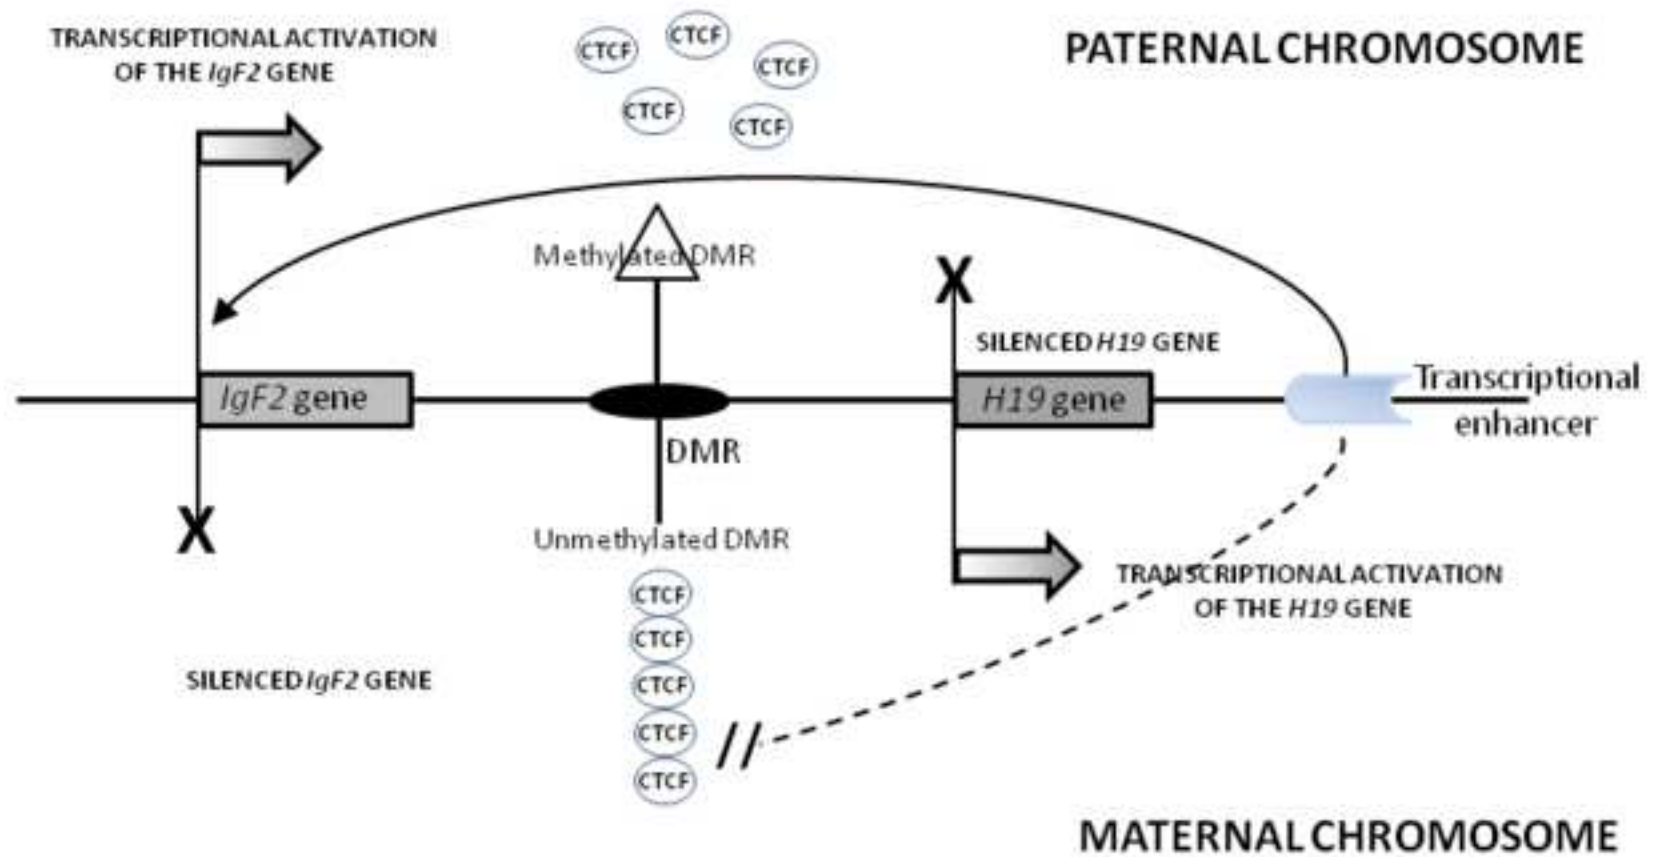 TRANSCRIPTIONAL ACTIVATION
OF THE IgF2 GENE
CTCF
CTCF
CTCF
CTCF
CTCF
PATERNAL CHROMOSOME
Methylated DMR
X
SILENCED H19 GENE
IgF2 gene
H19 gene
Transcriptional
enhancer
DMR
X
Unmethylated DMR
TRANSCRIPTIONAL ACTIVATION
OF THE H19 GENE
CTCF
CTCF
CTCF
CTCF
CTCF
SILENCED IgF2 GENE
//
MATERNAL CHROMOSOME